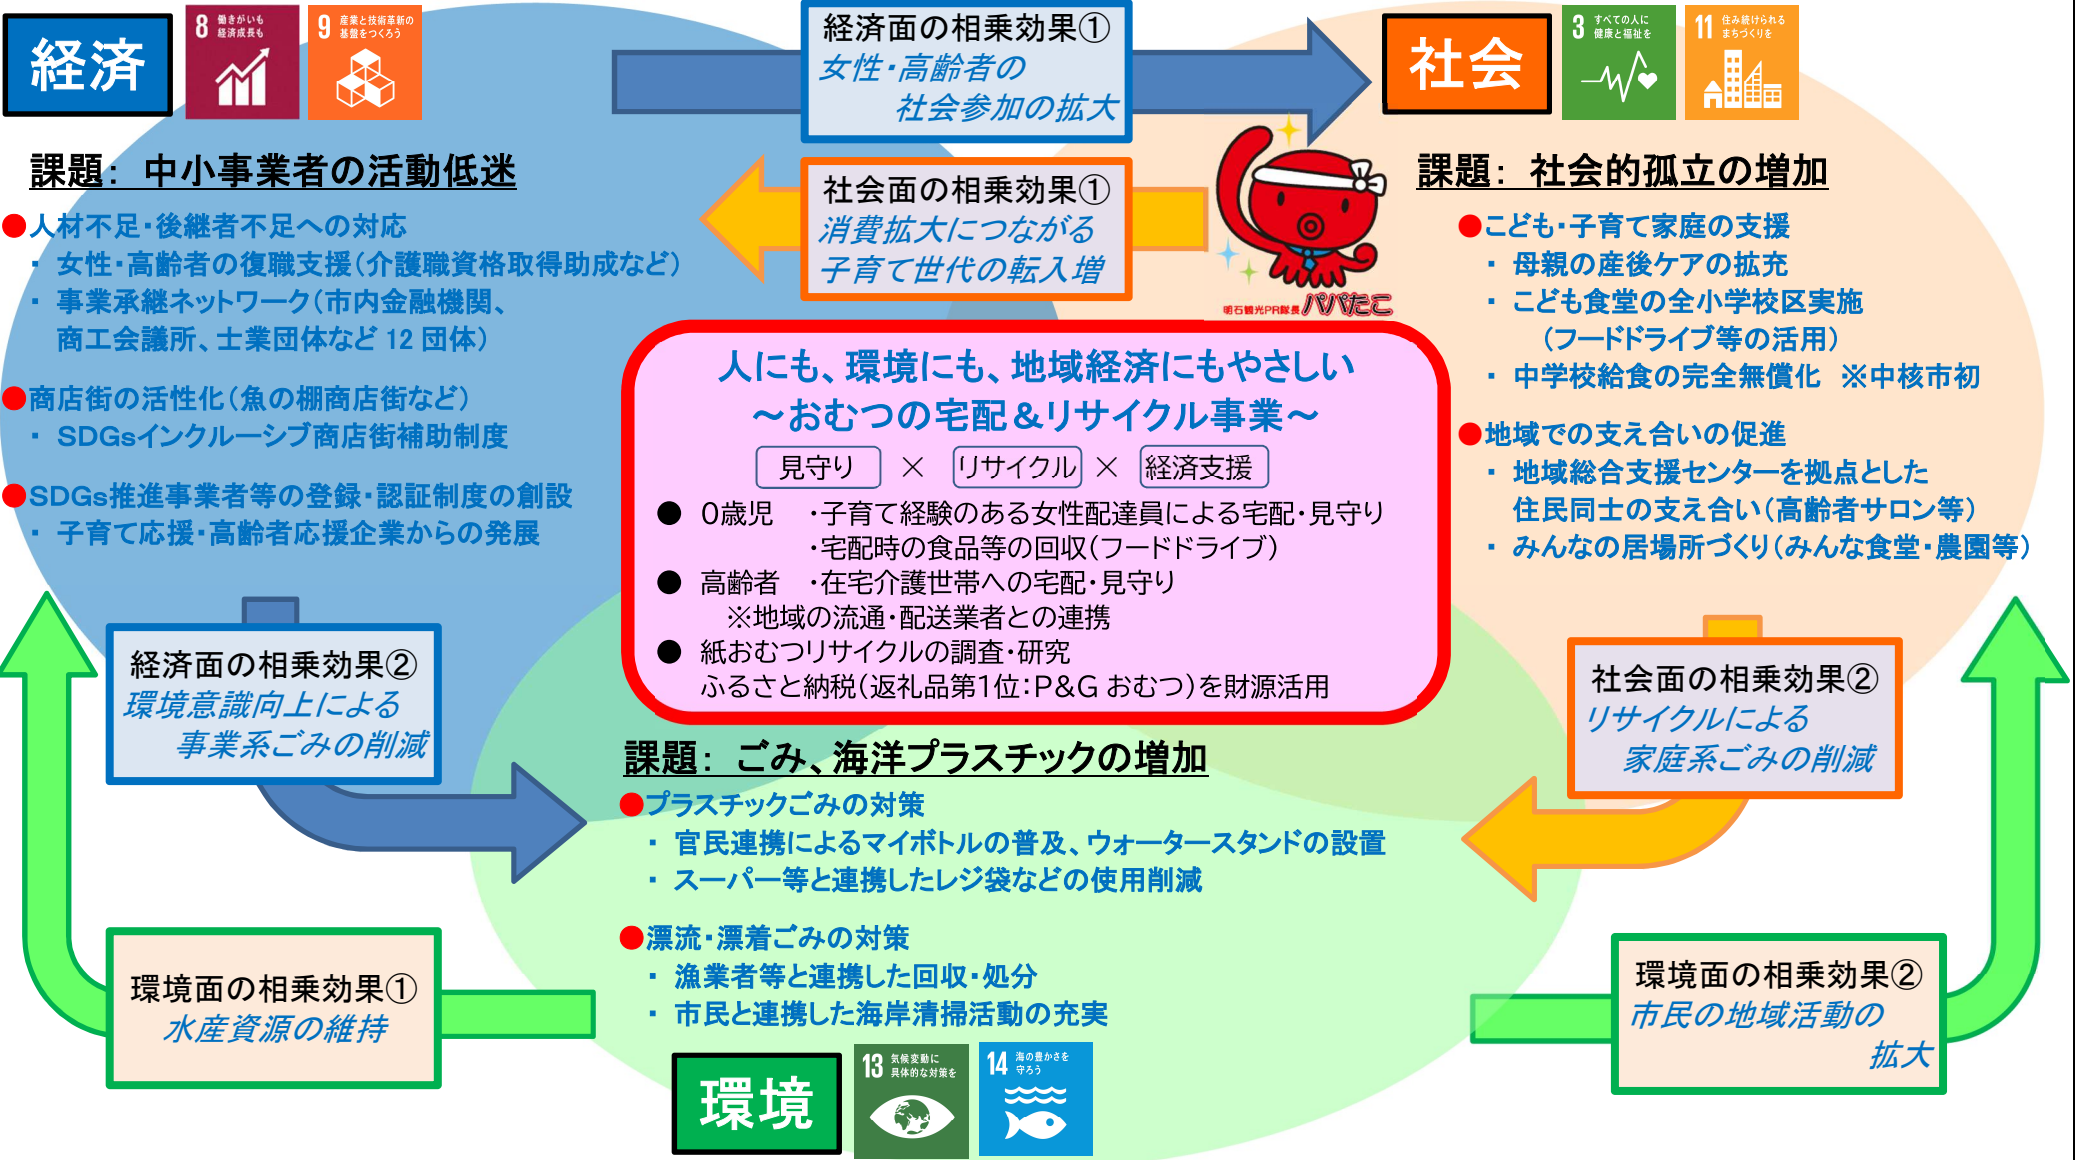 経済
8 働きがいも
経済成長も
9 産業と技術革新の
基盤をつくろう
経済面の相乗効果①
女性・高齢者の
社会参加の拡大
社会
3 すべての人に
健康と福祉を
11 住み続けられる
まちづくりを
課題： 中小事業者の活動低迷
●人材不足・後継者不足への対応
・ 女性・高齢者の復職支援（介護職資格取得助成など）
・ 事業承継ネットワーク（市内金融機関、
商工会議所、士業団体など 12 団体）
●商店街の活性化（魚の棚商店街など）
・ SDGsインクルーシブ商店街補助制度
●SDGs推進事業者等の登録・認証制度の創設
・ 子育て応援・高齢者応援企業からの発展
社会面の相乗効果①
消費拡大につながる
子育て世代の転入増
明石観光PR隊長 パパたこ
課題： 社会的孤立の増加
●こども・子育て家庭の支援
・ 母親の産後ケアの拡充
・ こども食堂の全小学校区実施
（フードドライブ等の活用）
・ 中学校給食の完全無償化 ※中核市初
●地域での支え合いの促進
・ 地域総合支援センターを拠点とした
住民同士の支え合い（高齢者サロン等）
・ みんなの居場所づくり（みんな食堂・農園等）
人にも、環境にも、地域経済にもやさしい
～おむつの宅配＆リサイクル事業～
見守り × リサイクル × 経済支援
● 0歳児 ・子育て経験のある女性配達員による宅配・見守り
・宅配時の食品等の回収（フードドライブ）
● 高齢者 ・在宅介護世帯への宅配・見守り
※地域の流通・配送業者との連携
● 紙おむつリサイクルの調査・研究
ふるさと納税（返礼品第1位：P&G おむつ）を財源活用
経済面の相乗効果②
環境意識向上による
事業系ごみの削減
社会面の相乗効果②
リサイクルによる
家庭系ごみの削減
課題： ごみ、海洋プラスチックの増加
●プラスチックごみの対策
・ 官民連携によるマイボトルの普及、ウォータースタンドの設置
・ スーパー等と連携したレジ袋などの使用削減
●漂流・漂着ごみの対策
・ 漁業者等と連携した回収・処分
・ 市民と連携した海岸清掃活動の充実
環境面の相乗効果①
水産資源の維持
環境面の相乗効果②
市民の地域活動の
拡大
環境
13 気候変動に
具体的な対策を
14 海の豊かさを
守ろう